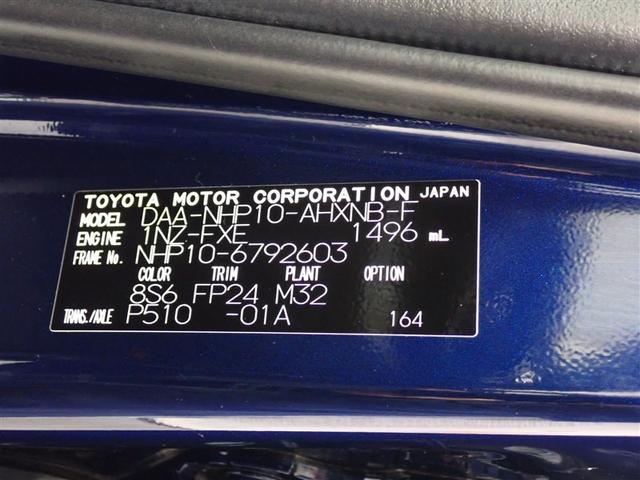 TOYOTA MOTOR CORPORATION JAPAN
MODEL DAA-NHP10-AHXNB-F
ENGINE 1NZ-FXE 1496 mL
FRAME No. NHP10-6792603
COLOR TRIM PLANT OPTION
8S6 FP24 M32
TRANS./AXLE P510 -01A 164